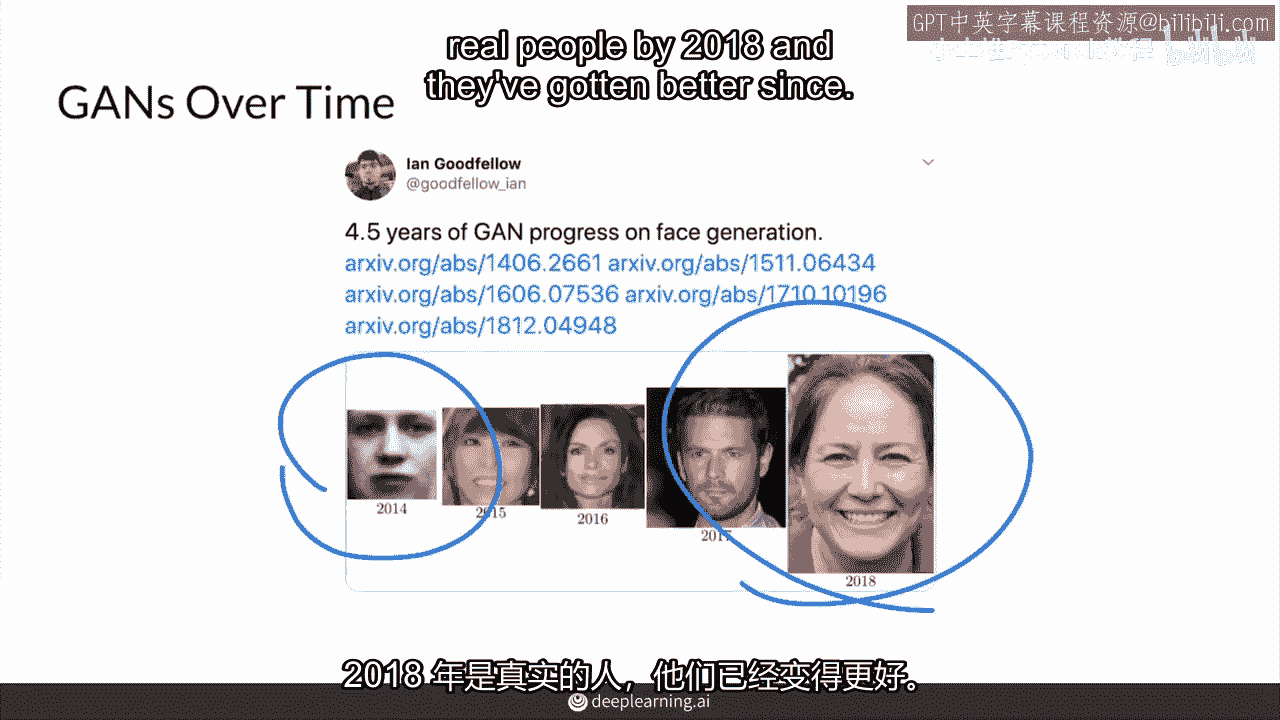 GPT中英字幕课程资源@bilibili.com
real people by 2018 and
they've gotten better since.
GANs Over Time
Ian Goodfellow
@goodfellow_ian
4.5 years of GAN progress on face generation.
arxiv.org/abs/1406.2661 arxiv.org/abs/1511.06434
arxiv.org/abs/1606.07536 arxiv.org/abs/1710.10196
arxiv.org/abs/1812.04948
2014
2015
2016
2017
2018
2018 年是真实的人，他们已经变得更好。
deeplearning.ai